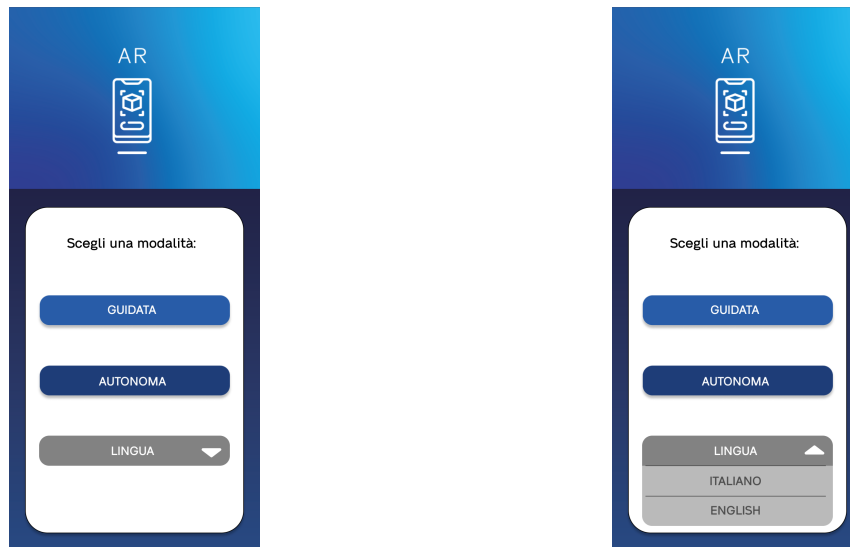 AR
Scegli una modalità:
GUIDATA
AUTONOMA
LINGUA
AR
Scegli una modalità:
GUIDATA
AUTONOMA
LINGUA
ITALIANO
ENGLISH